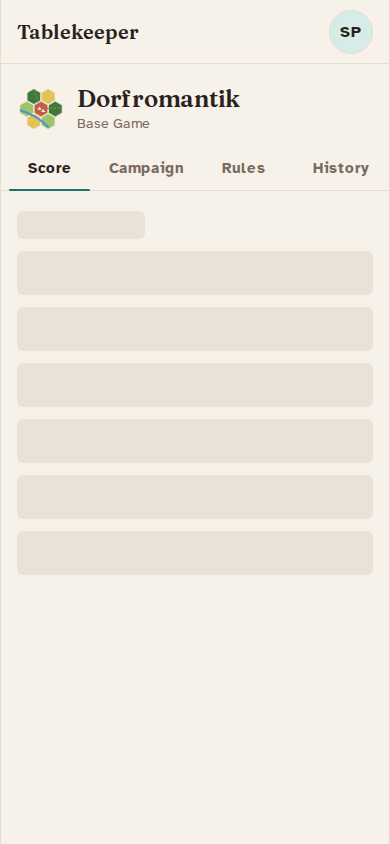 Tablekeeper
SP
Dorfromantik
Base Game
Score Campaign Rules History